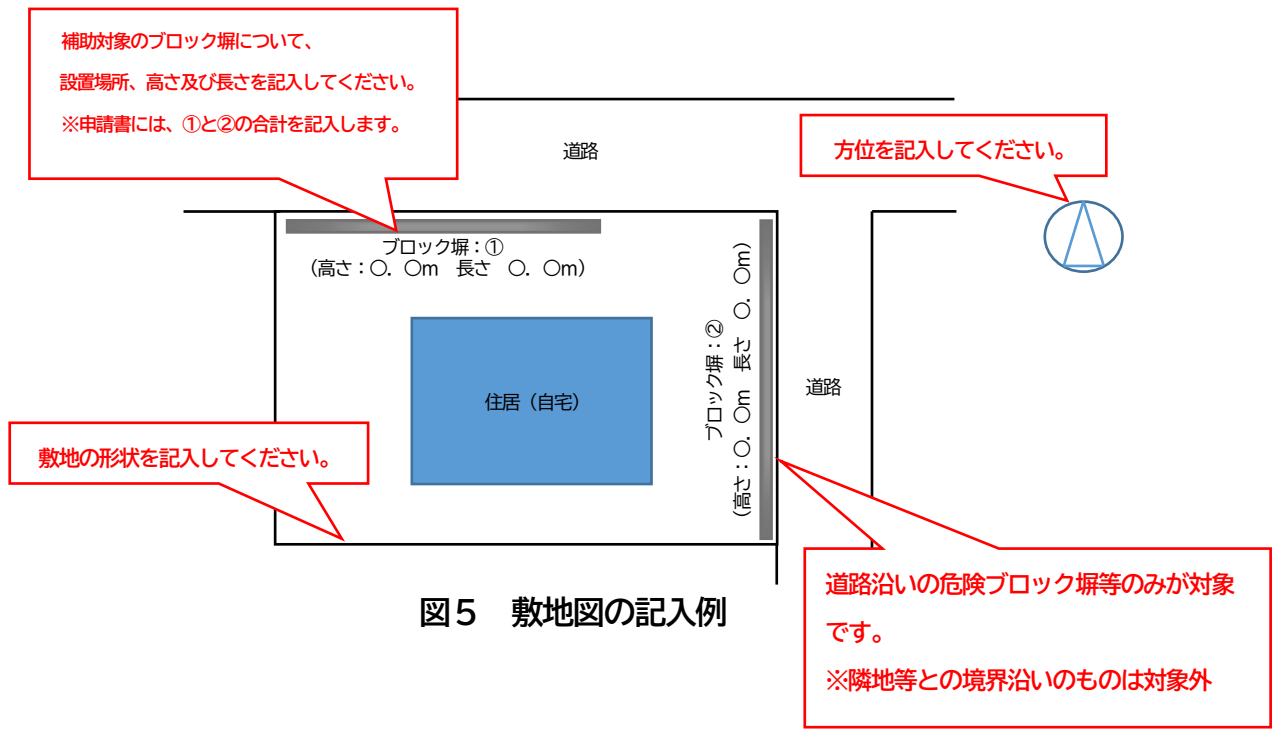 補助対象のブロック塀について、
設置場所、高さ及び長さを記入してください。
※申請書には、①と②の合計を記入します。
道路
方位を記入してください。
ブロック塀：①
（高さ：○．○m　長さ　○．○m）
ブロック塀：②
（高さ：○．○m　長さ　○．○m）
住居（自宅）
道路
敷地の形状を記入してください。
道路沿いの危険ブロック塀等のみが対象
です。
※隣地等との境界沿いのものは対象外
図５　敷地図の記入例